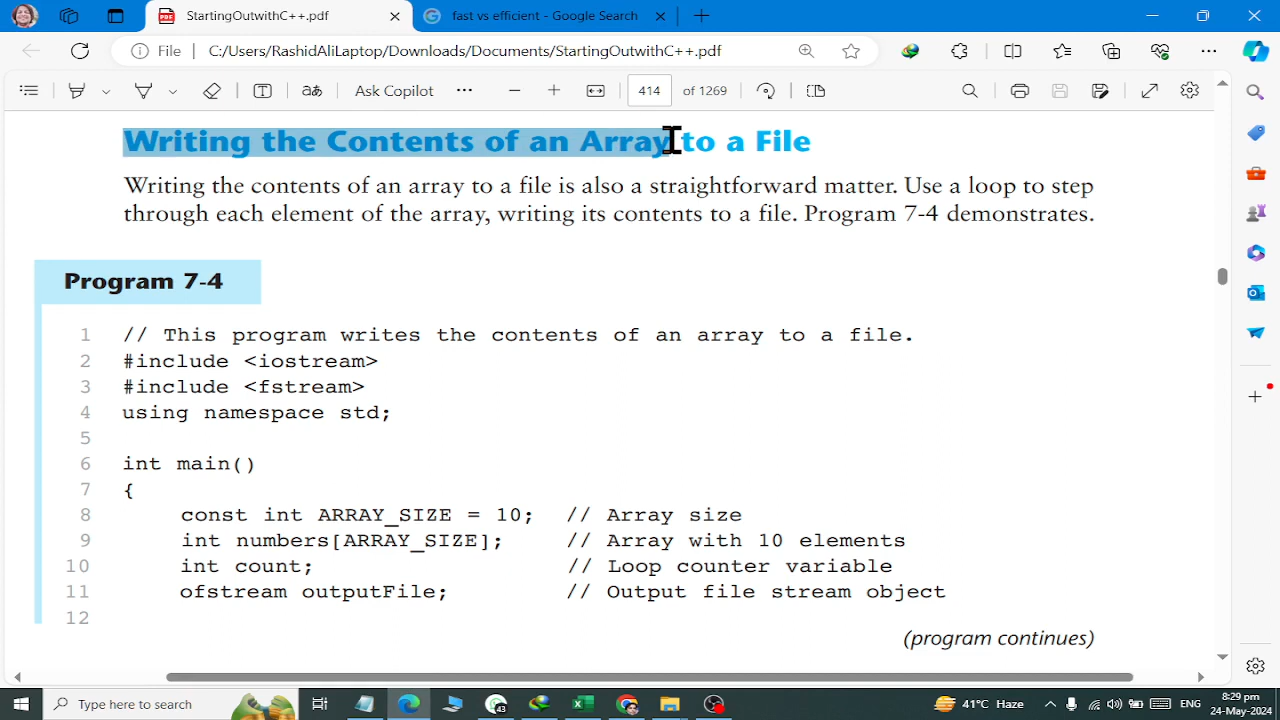 StartingOutwithC++.pdf
fast vs efficient - Google Search
File
C:/Users/RashidAliLaptop/Downloads/Documents/StartingOutwithC++.pdf
aあ
Ask Copilot
414 of 1269
Writing the Contents of an Array to a File
Writing the contents of an array to a file is also a straightforward matter. Use a loop to step
through each element of the array, writing its contents to a file. Program 7-4 demonstrates.
Program 7-4
1 // This program writes the contents of an array to a file.
2 #include <iostream>
3 #include <fstream>
4 using namespace std;
5
6 int main()
7 {
8 const int ARRAY_SIZE = 10; // Array size
9 int numbers[ARRAY_SIZE]; // Array with 10 elements
10 int count; // Loop counter variable
11 ofstream outputFile; // Output file stream object
12
(program continues)
Type here to search
43
41°C Haze
ENG
8:29 pm
24-May-2024